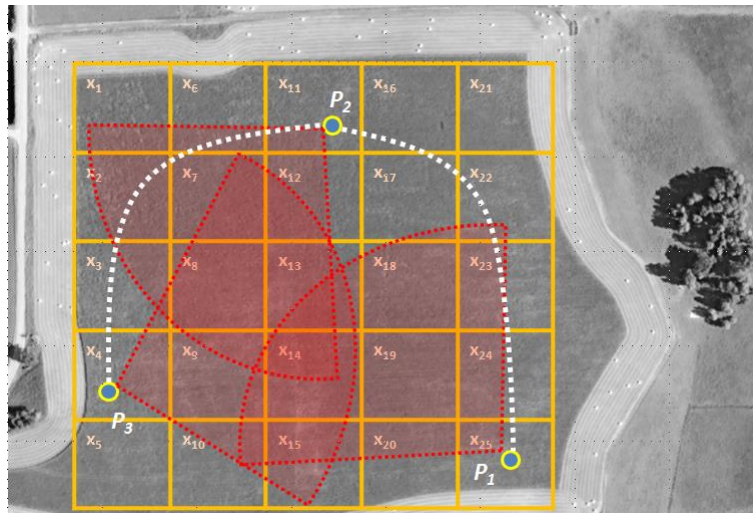 X₁ X₆ X₁₁ X₁₆ X₂₁
P₂
X₂ X₇ X₁₂ X₁₇ X₂₂
X₃ X₈ X₁₃ X₁₈ X₂₃
X₄ X₉ X₁₄ X₁₉ X₂₄
P₃
X₅ X₁₀ X₁₅ X₂₀ X₂₅
P₁